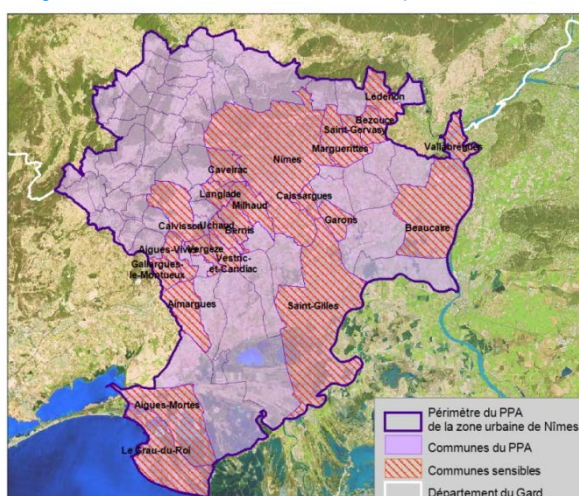 Lédenon
Bezouce
Saint-Gervasy
Marguerittes
Vallabrègues
Nîmes
Caveirac
Langlade
Milhaud
Caissargues
Garons
Beaucaire
Calvisson
Uchaud
Bernis
Aigues-Vives
Vergèze
Vestric-
et-Candiac
Gallargues-
le-Montueux
Aimargues
Saint-Gilles
Aigues-Mortes
Le Grau-du-Roi
Périmètre du PPA
de la zone urbaine de Nîmes
Communes du PPA
Communes sensibles
Département du Gard